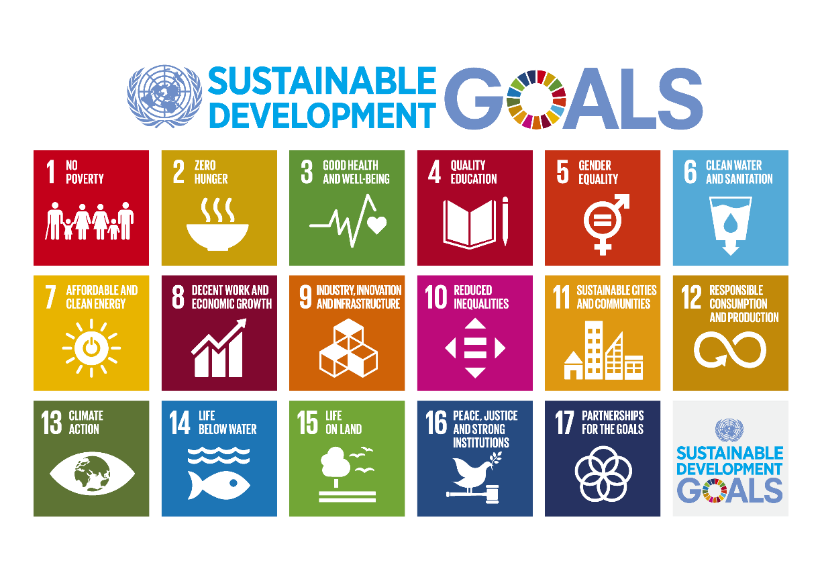 SUSTAINABLE
DEVELOPMENT
GOALS
1 NO
POVERTY
2 ZERO
HUNGER
3 GOOD HEALTH
AND WELL-BEING
4 QUALITY
EDUCATION
5 GENDER
EQUALITY
6 CLEAN WATER
AND SANITATION
7 AFFORDABLE AND
CLEAN ENERGY
8 DECENT WORK AND
ECONOMIC GROWTH
9 INDUSTRY, INNOVATION
AND INFRASTRUCTURE
10 REDUCED
INEQUALITIES
11 SUSTAINABLE CITIES
AND COMMUNITIES
12 RESPONSIBLE
CONSUMPTION
AND PRODUCTION
13 CLIMATE
ACTION
14 LIFE
BELOW WATER
15 LIFE
ON LAND
16 PEACE, JUSTICE
AND STRONG
INSTITUTIONS
17 PARTNERSHIPS
FOR THE GOALS
SUSTAINABLE
DEVELOPMENT
GOALS